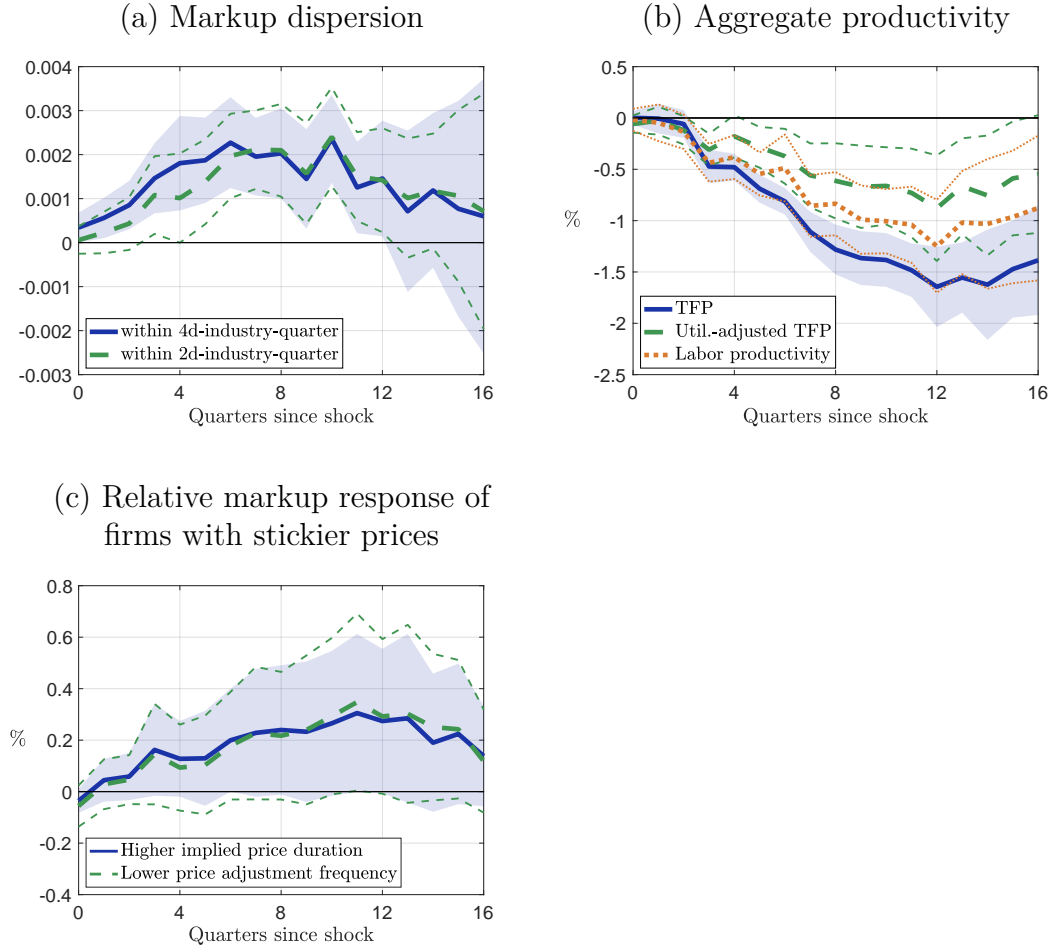 (a) Markup dispersion
0.004
0.003
0.002
0.001
0
-0.001
-0.002
-0.003
within 4d-industry-quarter
within 2d-industry-quarter
0 4 8 12 16
Quarters since shock
(b) Aggregate productivity
0.5
0
-0.5
-1
-1.5
-2
-2.5
%
TFP
Util.-adjusted TFP
Labor productivity
0 4 8 12 16
Quarters since shock
(c) Relative markup response of
firms with stickier prices
0.8
0.6
0.4
0.2
0
-0.2
-0.4
%
Higher implied price duration
Lower price adjustment frequency
0 4 8 12 16
Quarters since shock